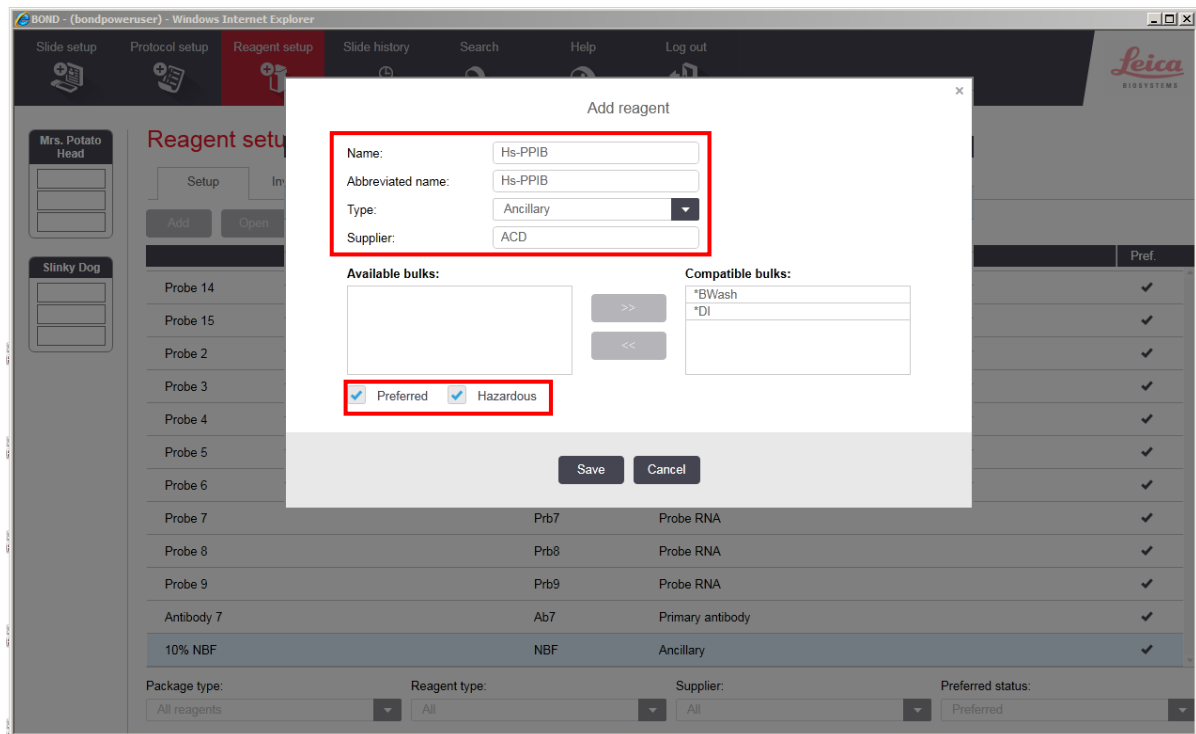 BOND - (bondpoweruser) - Windows Internet Explorer
Slide setup Protocol setup Reagent setup Slide history Search Help Log out
Leica
BIOSYSTEMS
Add reagent
Mrs. Potato
Head
Reagent setu
Name: Hs-PPIB
Abbreviated name: Hs-PPIB
Type: Ancillary
Supplier: ACD
Setup In
Add Open
Slinky Dog
Pref.
Available bulks: Compatible bulks:
*BWash
*DI
>>
<<
Preferred Hazardous
Save Cancel
Probe 14
Probe 15
Probe 2
Probe 3
Probe 4
Probe 5
Probe 6
Probe 7 Prb7 Probe RNA
Probe 8 Prb8 Probe RNA
Probe 9 Prb9 Probe RNA
Antibody 7 Ab7 Primary antibody
10% NBF NBF Ancillary
Package type: Reagent type: Supplier: Preferred status:
All reagents All All Preferred